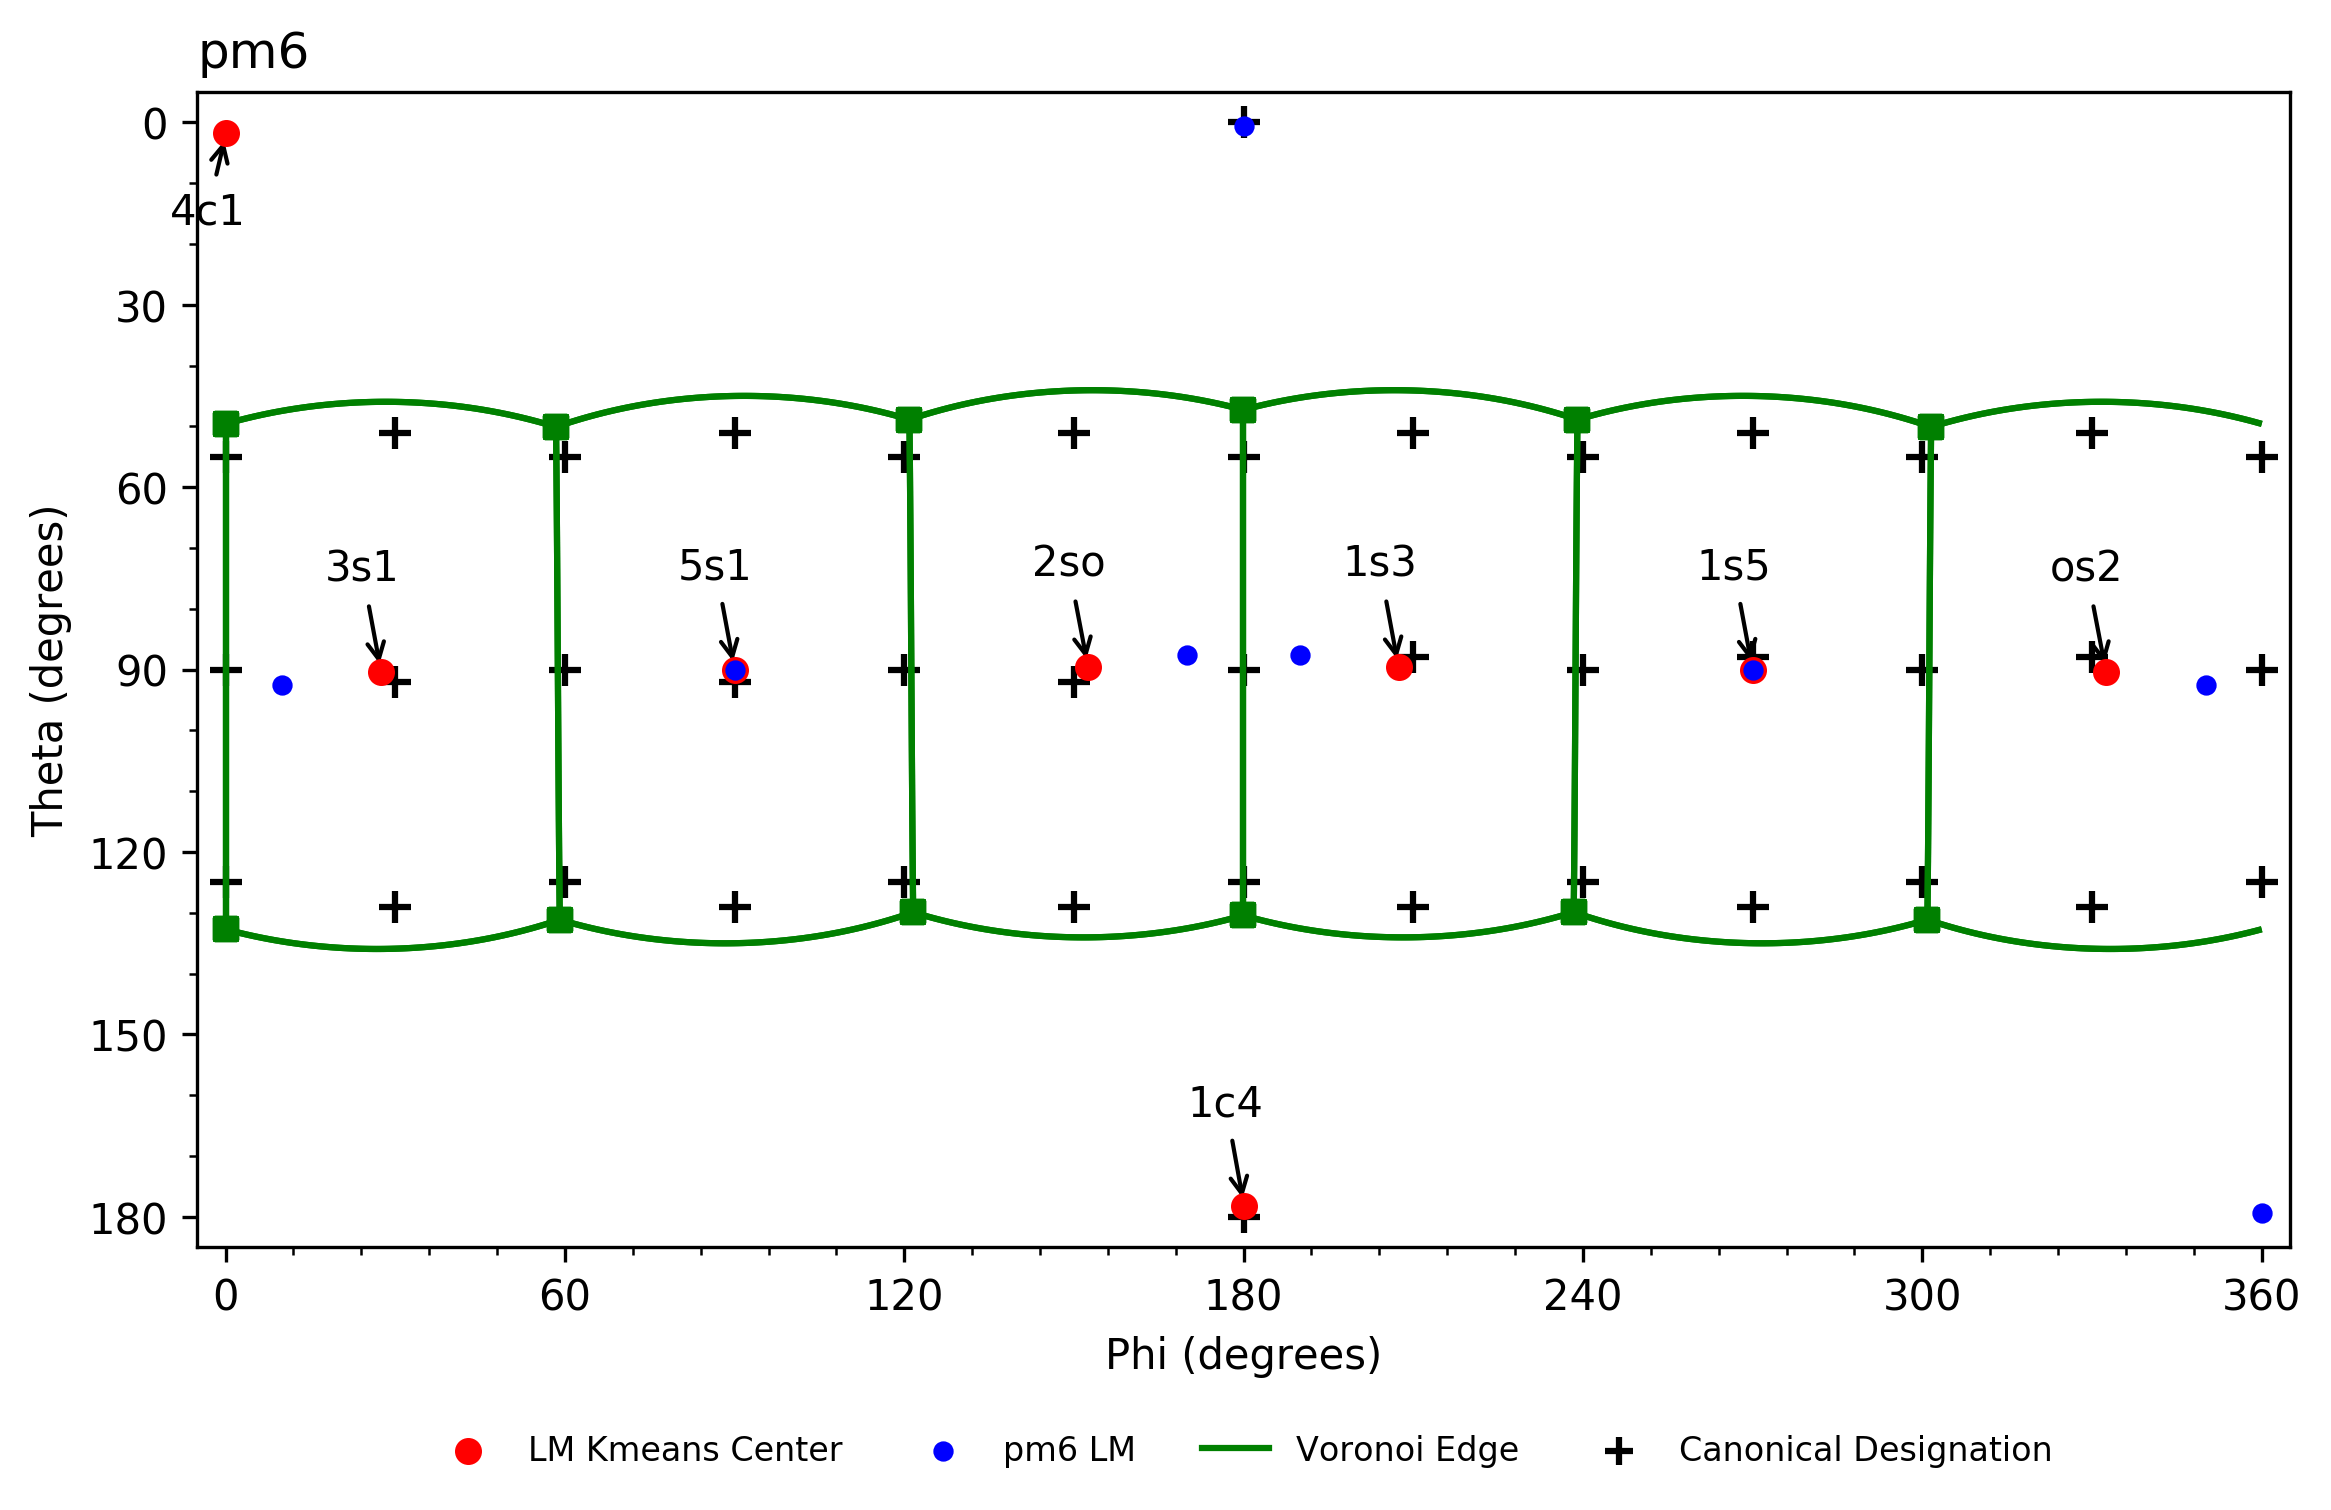 pm6
0
4c1
30
60
3s1
5s1
2so
1s3
1s5
os2
90
120
150
1c4
180
Theta (degrees)
0 60 120 180 240 300 360
Phi (degrees)
LM Kmeans Center pm6 LM Voronoi Edge Canonical Designation